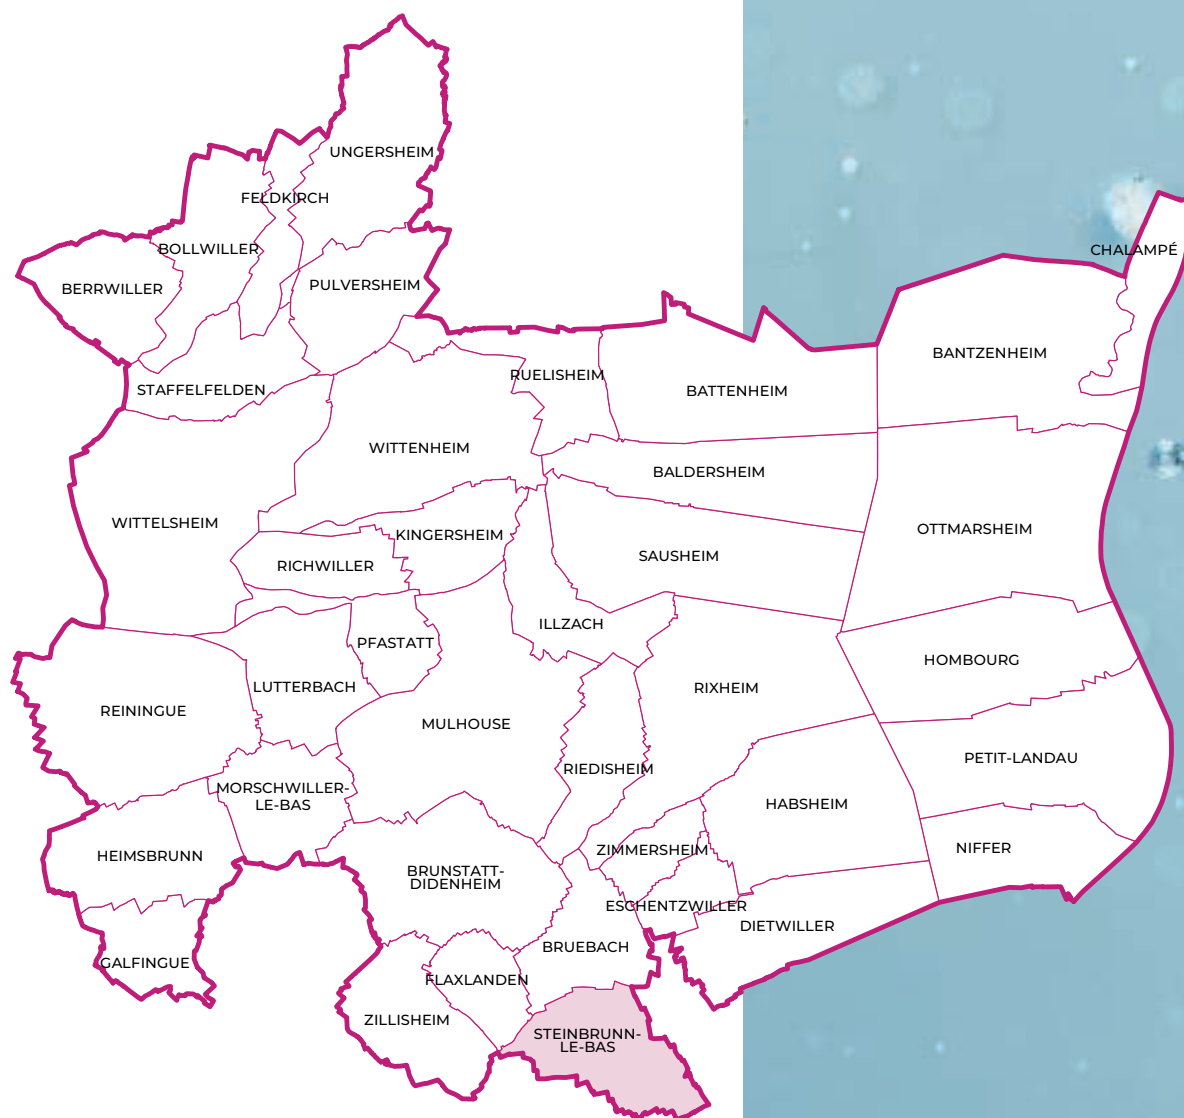 UNGERSHEIM
FELDKIRCH
BOLLWILLER
CHALAMPÉ
BERRWILLER
PULVERSHEIM
BANTZENHEIM
RUELISHEIM
STAFFELFELDEN
BATTENHEIM
WITTENHEIM
BALDERSHEIM
WITTELSHEIM
OTTMARSHEIM
KINGERSHEIM
SAUSHEIM
RICHWILLER
ILLZACH
PFASTATT
HOMBOURG
LUTTERBACH
RIXHEIM
REININGUE
MULHOUSE
PETIT-LANDAU
RIEDISHEIM
MORSCHWILLER-
LE-BAS
HABSHEIM
NIFFER
ZIMMERSHEIM
HEIMSBRUNN
BRUNSTATT-
DIDENHEIM
ESCHENTZWILLER
DIETWILLER
BRUEBACH
GALFINGUE
FLAXLANDEN
ZILLISHEIM
STEINBRUNN-
LE-BAS